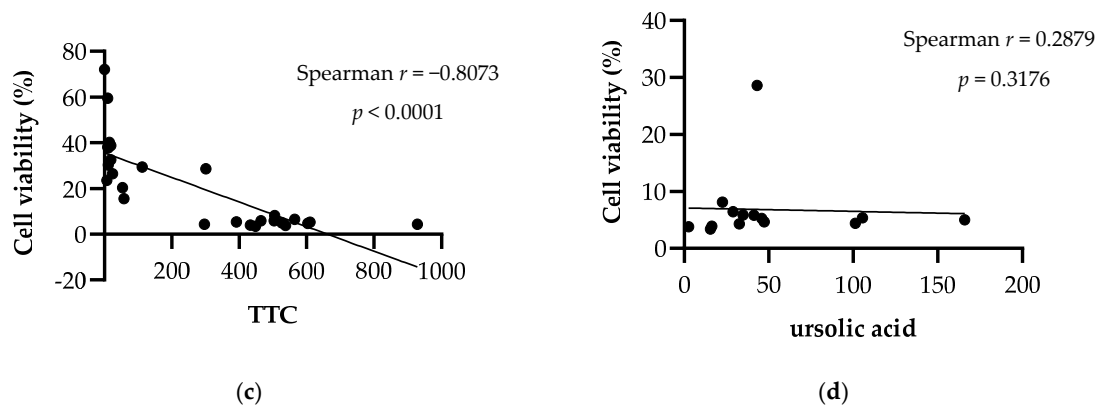 Cell viability (%)
80
60
40
20
0
-20
200
400
600
800
1000
TTC
Spearman r = −0.8073
p < 0.0001
(c)
Cell viability (%)
40
30
20
10
0
0
50
100
150
200
ursolic acid
Spearman r = 0.2879
p = 0.3176
(d)